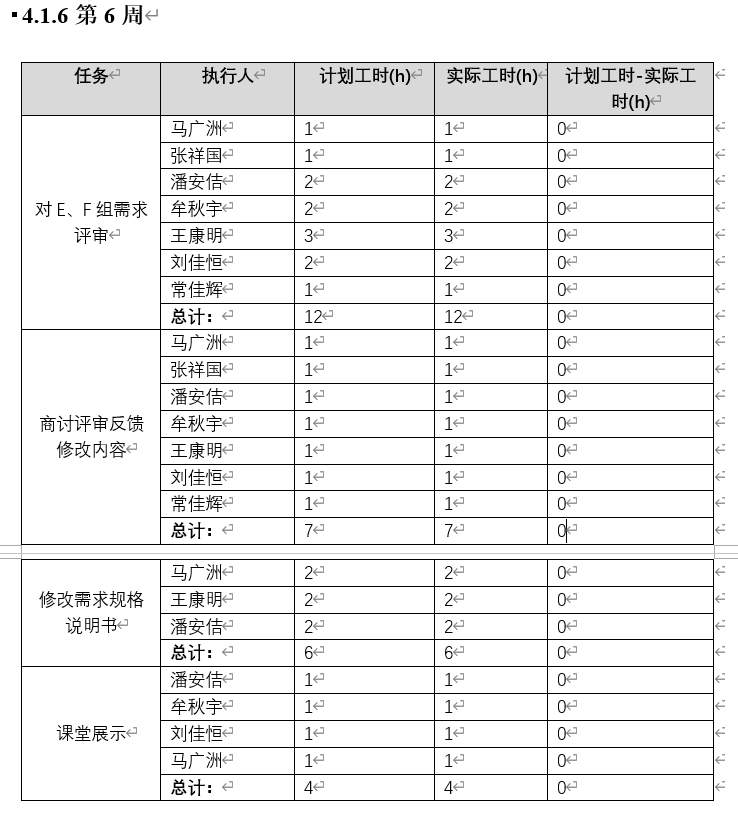 4.1.6 第 6 周
任务 执行人 计划工时(h) 实际工时(h) 计划工时-实际工
时(h)
对 E、F 组需求
评审
马广洲 1 1 0
张祥国 1 1 0
潘安佶 2 2 0
牟秋宇 2 2 0
王康明 3 3 0
刘佳恒 2 2 0
常佳辉 1 1 0
总计： 12 12 0
商讨评审反馈
修改内容
马广洲 1 1 0
张祥国 1 1 0
潘安佶 1 1 0
牟秋宇 1 1 0
王康明 1 1 0
刘佳恒 1 1 0
常佳辉 1 1 0
总计： 7 7 0
修改需求规格
说明书
马广洲 2 2 0
王康明 2 2 0
潘安佶 2 2 0
总计： 6 6 0
课堂展示
潘安佶 1 1 0
牟秋宇 1 1 0
刘佳恒 1 1 0
马广洲 1 1 0
总计： 4 4 0